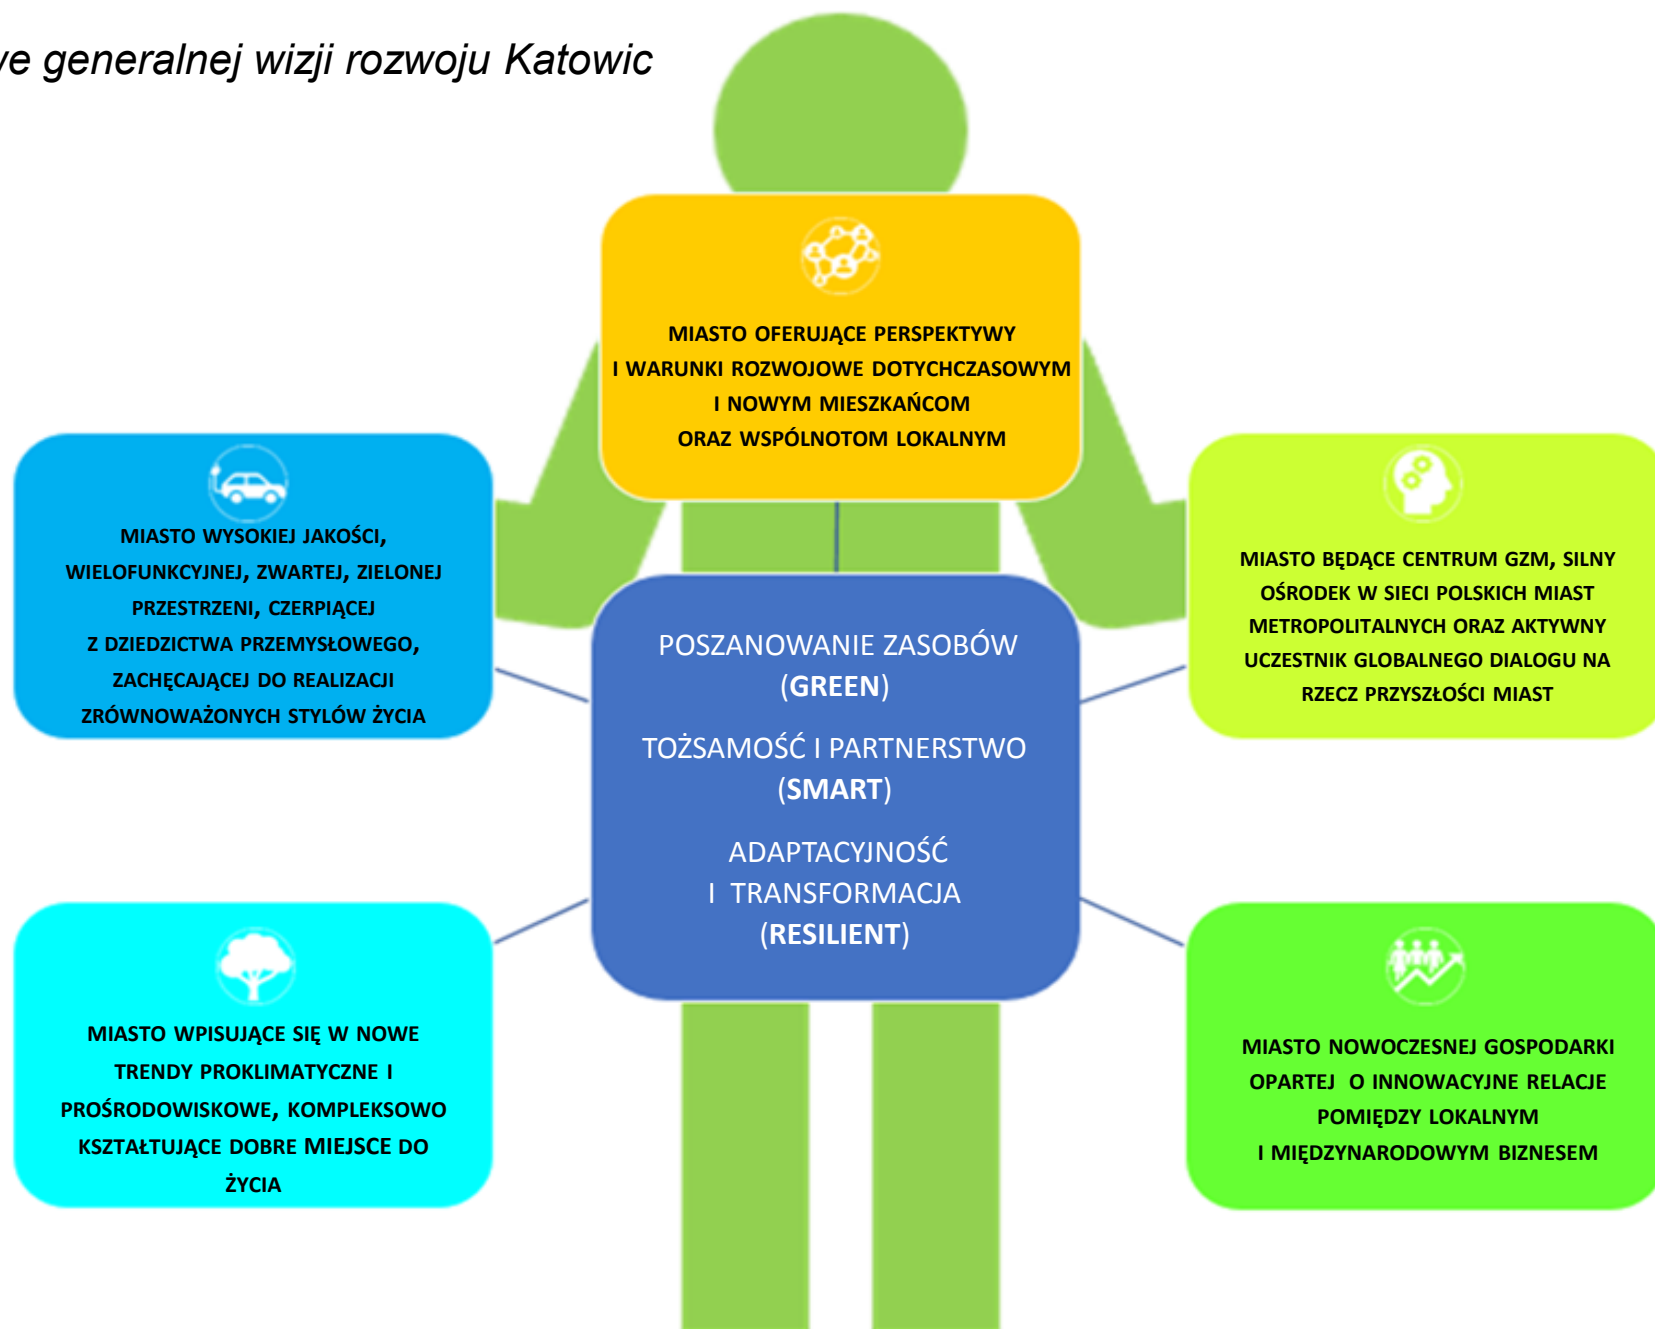 generalnej wizji rozwoju Katowic
MIASTO OFERUJĄCE PERSPEKTYWY
I WARUNKI ROZWOJOWE DOTYCHCZASOWYM
I NOWYM MIESZKAŃCOM
ORAZ WSPÓLNOTOM LOKALNYM
MIASTO WYSOKIEJ JAKOŚCI,
WIELOFUNKCYJNEJ, ZWARTEJ, ZIELONEJ
PRZESTRZENI, CZERPIĄCEJ
Z DZIEDZICTWA PRZEMYSŁOWEGO,
ZACHĘCAJĄCEJ DO REALIZACJI
ZRÓWNOWAŻONYCH STYLÓW ŻYCIA
MIASTO BĘDĄCE CENTRUM GZM, SILNY
OŚRODEK W SIECI POLSKICH MIAST
METROPOLITALNYCH ORAZ AKTYWNY
UCZESTNIK GLOBALNEGO DIALOGU NA
RZECZ PRZYSZŁOŚCI MIAST
POSZANOWANIE ZASOBÓW
(GREEN)
TOŻSAMOŚĆ I PARTNERSTWO
(SMART)
ADAPTACYJNOŚĆ
I TRANSFORMACJA
(RESILIENT)
MIASTO WPISUJĄCE SIĘ W NOWE
TRENDY PROKLIMATYCZNE I
PROŚRODOWISKOWE, KOMPLEKSOWO
KSZTAŁTUJĄCE DOBRE MIEJSCE DO
ŻYCIA
MIASTO NOWOCZESNEJ GOSPODARKI
OPARTEJ O INNOWACYJNE RELACJE
POMIĘDZY LOKALNYM
I MIĘDZYNARODOWYM BIZNESEM